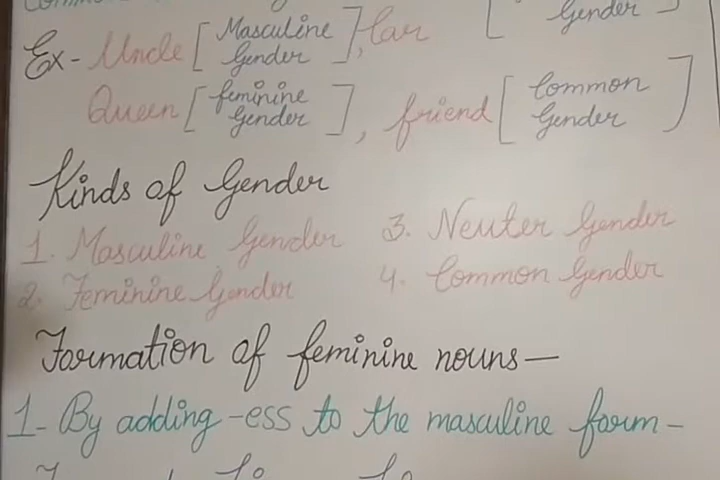 Gender
Ex- Uncle [Masculine Gender], Car [
Queen [feminine Gender], friend [Common Gender]
Kinds of Gender
1. Masculine Gender 3. Neuter Gender
2. Feminine Gender 4. Common Gender
Formation of feminine nouns—
1- By adding -ess to the masculine form-